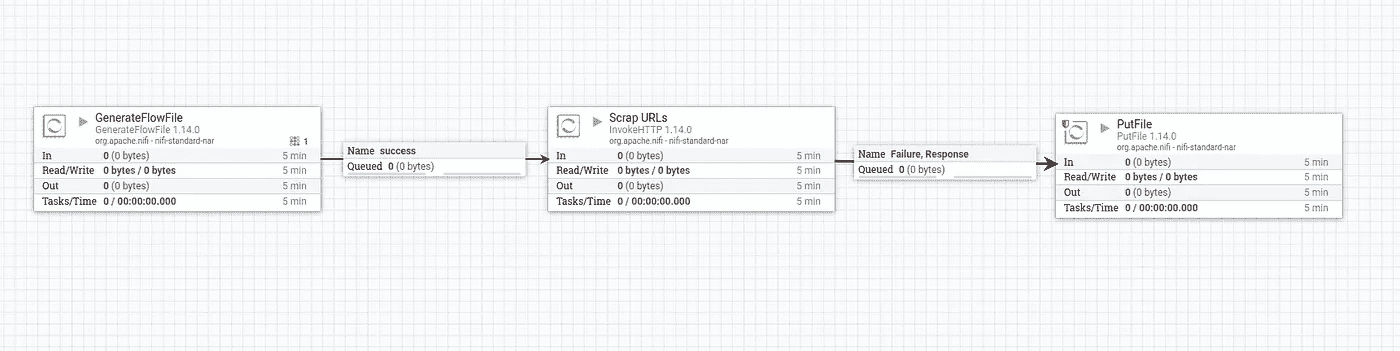 GenerateFlowFile
GenerateFlowFile 1.14.0
org.apache.nifi - nifi-standard-nar
1
In 0 (0 bytes) 5 min
Read/Write 0 bytes / 0 bytes 5 min
Out 0 (0 bytes) 5 min
Tasks/Time 0 / 00:00:00.000 5 min
Name success
Queued 0 (0 bytes)
Scrap URLs
InvokeHTTP 1.14.0
org.apache.nifi - nifi-standard-nar
In 0 (0 bytes) 5 min
Read/Write 0 bytes / 0 bytes 5 min
Out 0 (0 bytes) 5 min
Tasks/Time 0 / 00:00:00.000 5 min
Name Failure, Response
Queued 0 (0 bytes)
PutFile
PutFile 1.14.0
org.apache.nifi - nifi-standard-nar
In 0 (0 bytes) 5 min
Read/Write 0 bytes / 0 bytes 5 min
Out 0 (0 bytes) 5 min
Tasks/Time 0 / 00:00:00.000 5 min